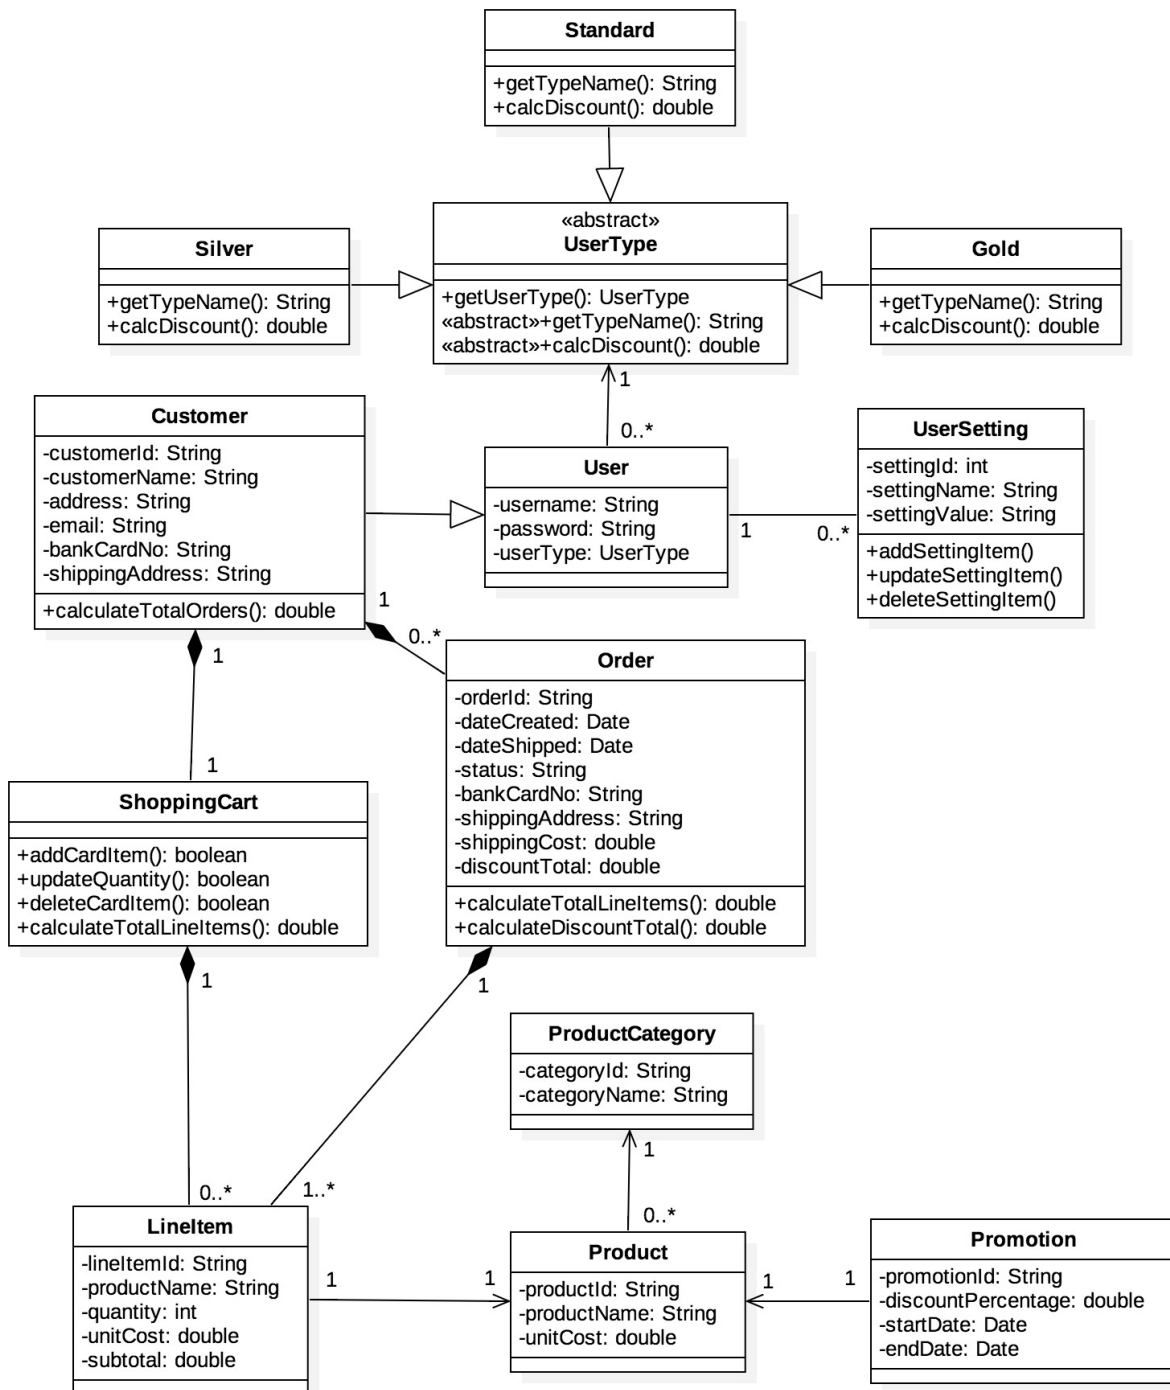 Standard
+getTypeName(): String
+calcDiscount(): double
«abstract»
UserType
+getUserType(): UserType
«abstract»+getTypeName(): String
«abstract»+calcDiscount(): double
Silver
+getTypeName(): String
+calcDiscount(): double
Gold
+getTypeName(): String
+calcDiscount(): double
1
0..*
Customer
-customerId: String
-customerName: String
-address: String
-email: String
-bankCardNo: String
-shippingAddress: String
+calculateTotalOrders(): double
User
-username: String
-password: String
-userType: UserType
1
0..*
UserSetting
-settingId: int
-settingName: String
-settingValue: String
+addSettingItem()
+updateSettingItem()
+deleteSettingItem()
1
0..*
1
1
Order
-orderId: String
-dateCreated: Date
-dateShipped: Date
-status: String
-bankCardNo: String
-shippingAddress: String
-shippingCost: double
-discountTotal: double
+calculateTotalLineItems(): double
+calculateDiscountTotal(): double
ShoppingCart
+addCardItem(): boolean
+updateQuantity(): boolean
+deleteCardItem(): boolean
+calculateTotalLineItems(): double
1
0..*
1
1..*
ProductCategory
-categoryId: String
-categoryName: String
1
0..*
LineItem
-lineItemId: String
-productName: String
-quantity: int
-unitCost: double
-subtotal: double
1
1
Product
-productId: String
-productName: String
-unitCost: double
1
1
Promotion
-promotionId: String
-discountPercentage: double
-startDate: Date
-endDate: Date